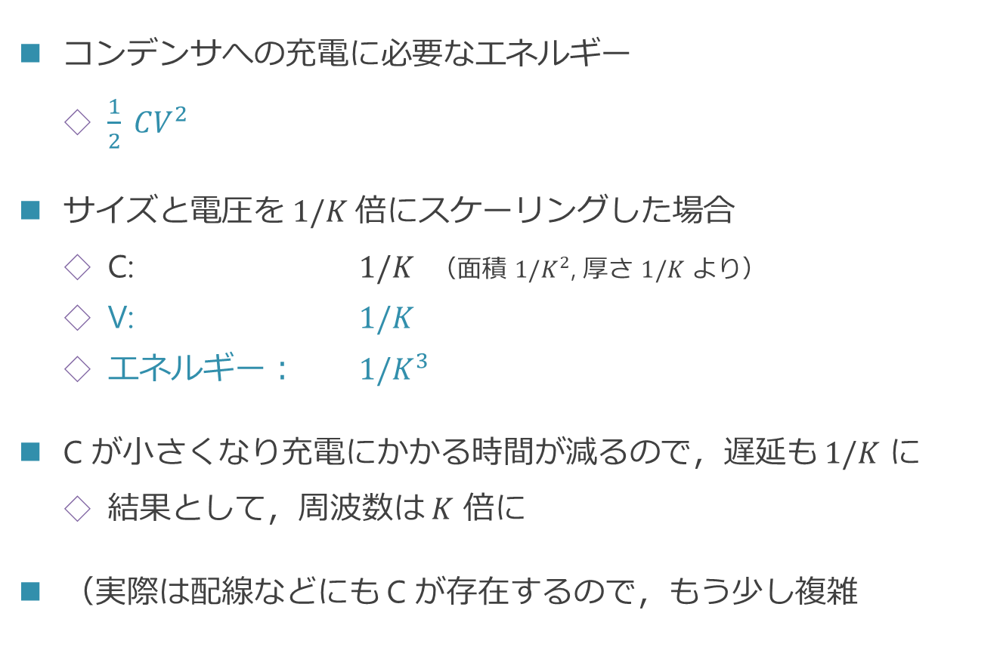 ■ コンデンサへの充電に必要なエネルギー
◇ 1/2 CV²
■ サイズと電圧を 1/K 倍にスケーリングした場合
◇ C: 1/K （面積 1/K², 厚さ 1/K より）
◇ V: 1/K
◇ エネルギー： 1/K³
■ C が小さくなり充電にかかる時間が減るので，遅延も 1/K に
◇ 結果として，周波数は K 倍に
■ （実際は配線などにも C が存在するので，もう少し複雑